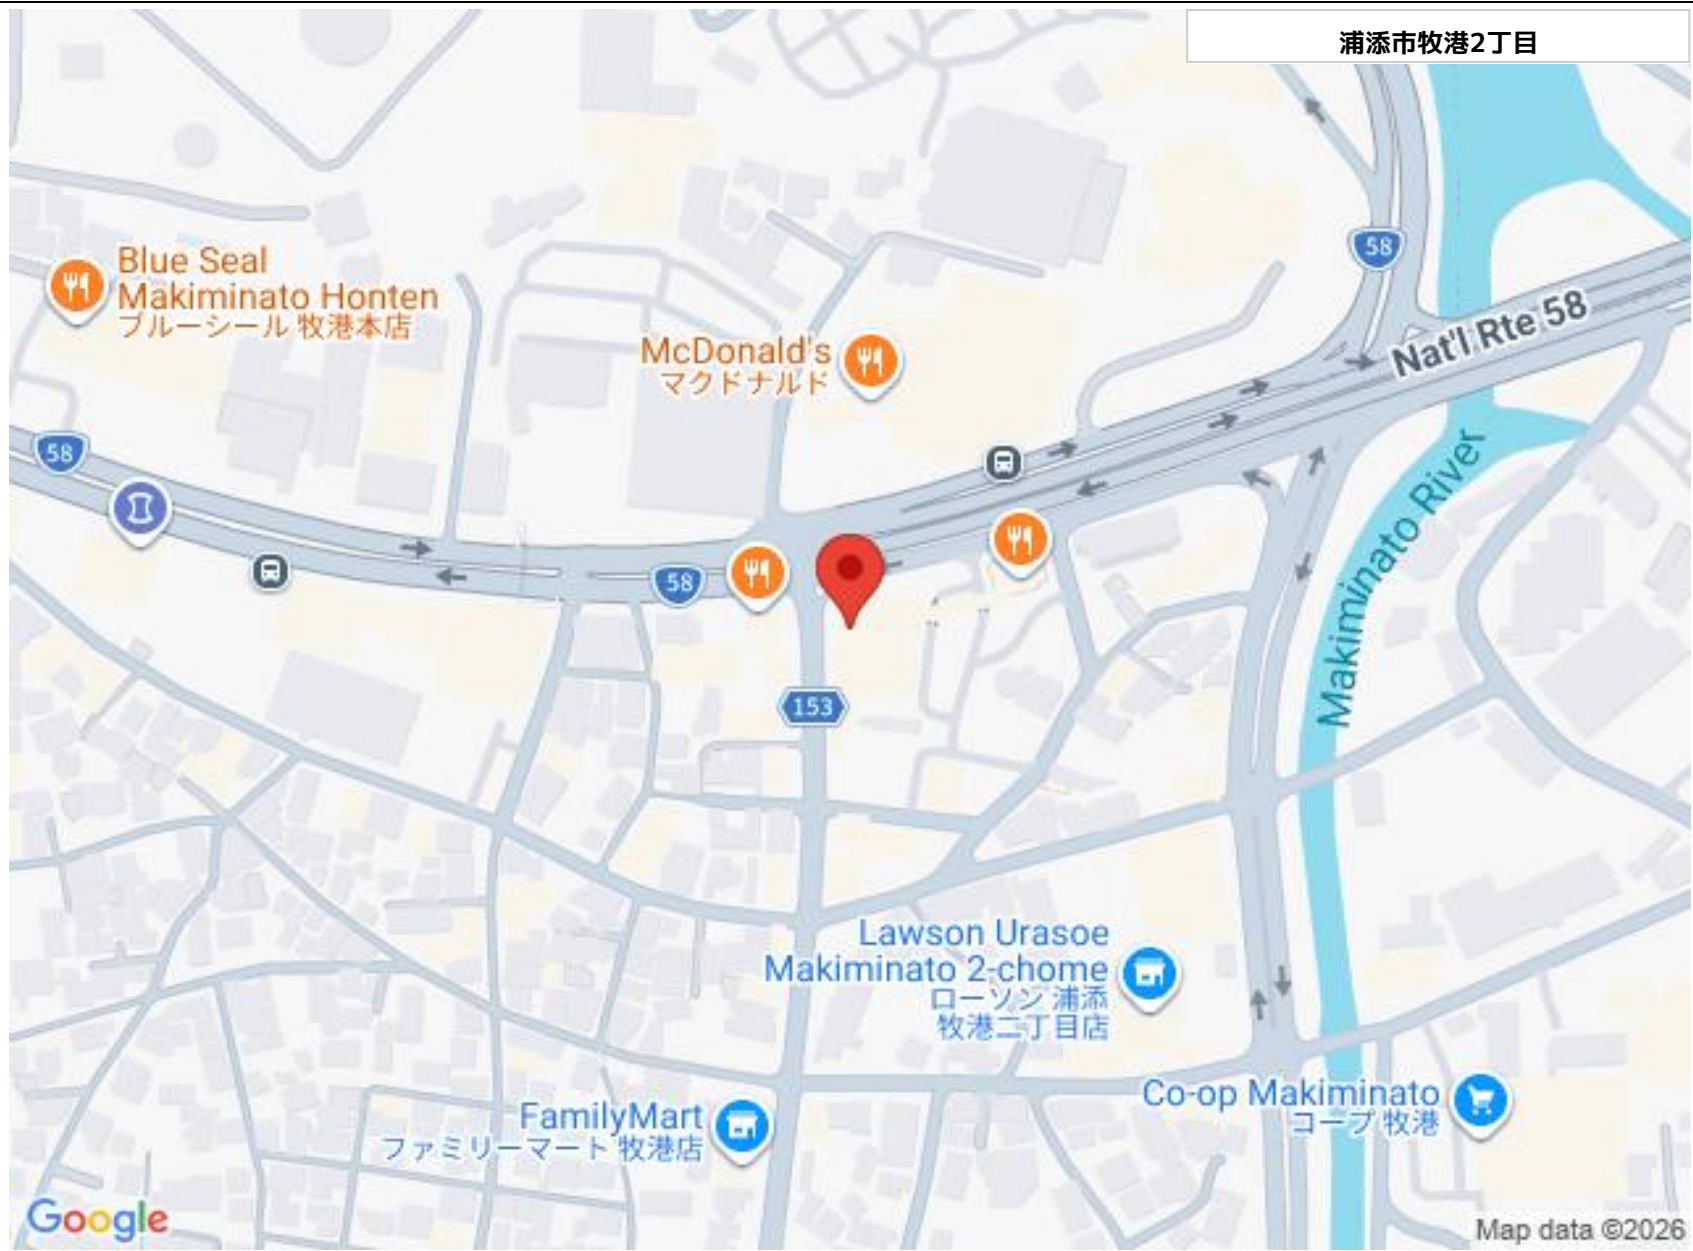 浦添市牧港2丁目
58
Blue Seal
Makiminato Honten
ブルーシール 牧港本店
McDonald's
マクドナルド
Nat'l Rte 58
58
58
Makiminato River
153
Lawson Urasoe
Makiminato 2-chome
ローソン 浦添
牧港二丁目店
Co-op Makiminato
コープ 牧港
FamilyMart
ファミリーマート 牧港店
Google
Map data ©2026